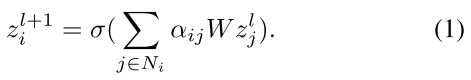 z_i^{l+1} = σ(∑_{j∈N_i} α_{ij} W z_j^l). (1)